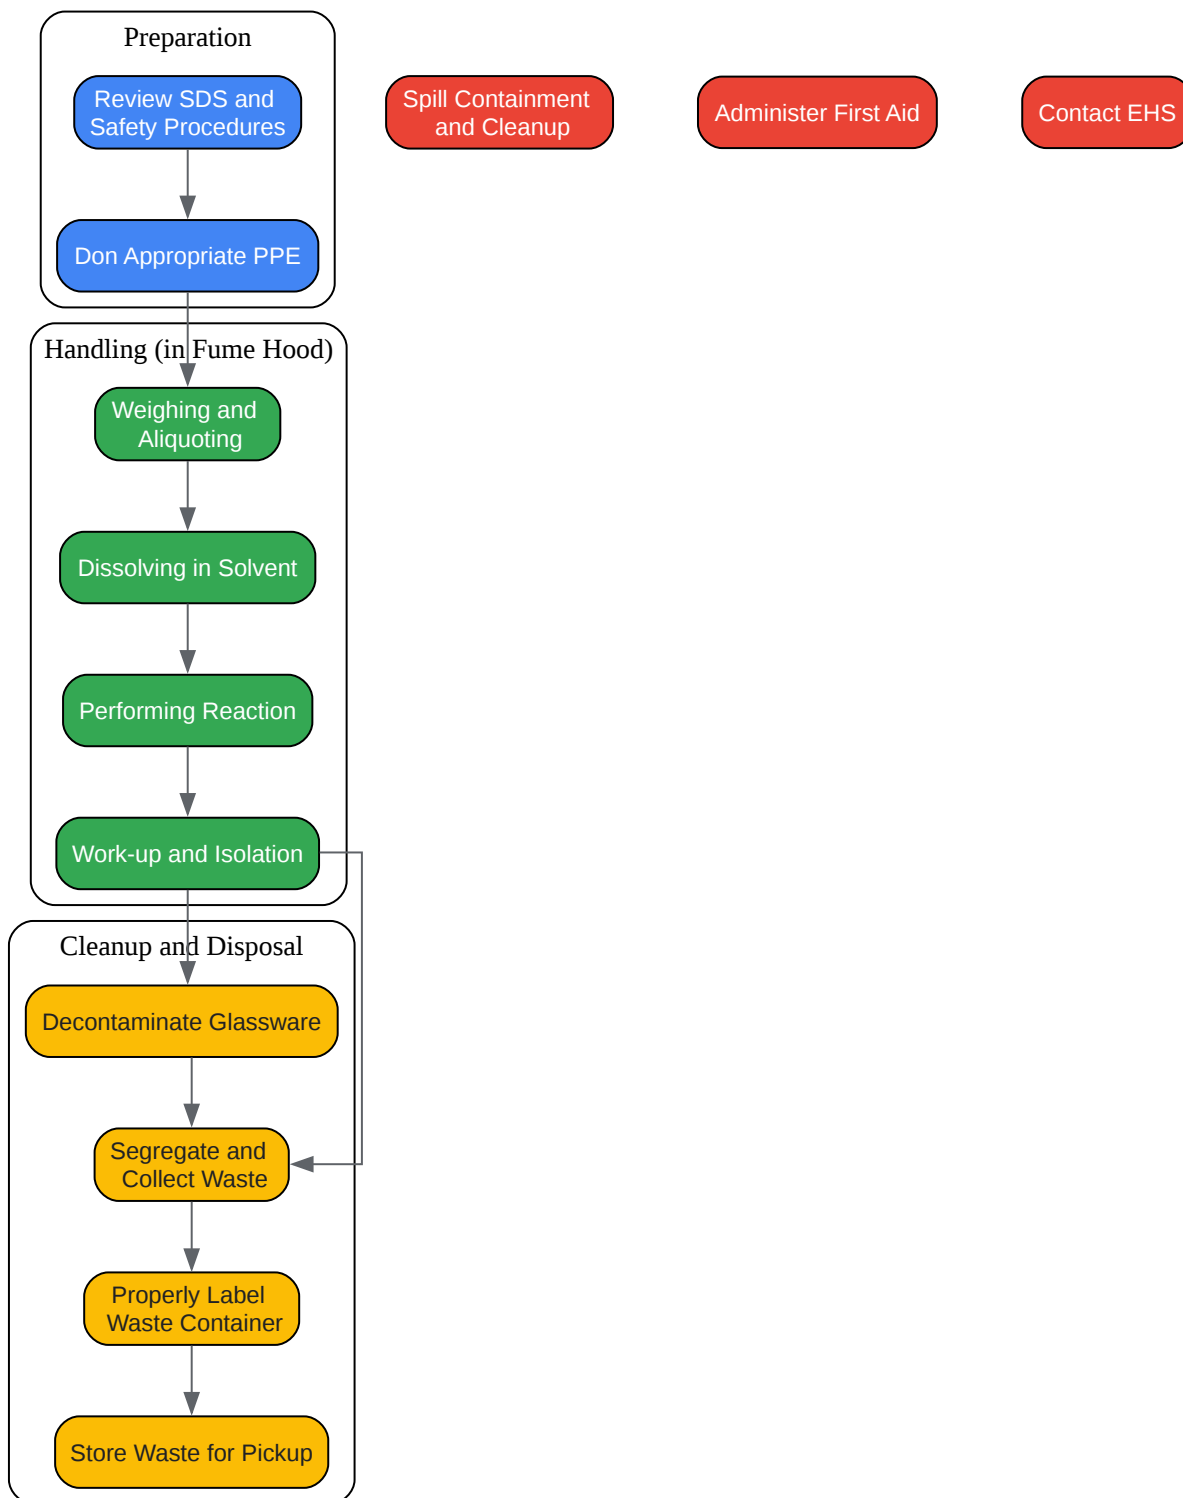 Preparation
Review SDS and
Safety Procedures
Spill Containment
and Cleanup
Administer First Aid
Contact EHS
Don Appropriate PPE
Handling (in Fume Hood)
Weighing and
Aliquoting
Dissolving in Solvent
Performing Reaction
Work-up and Isolation
Cleanup and Disposal
Decontaminate Glassware
Segregate and
Collect Waste
Properly Label
Waste Container
Store Waste for Pickup